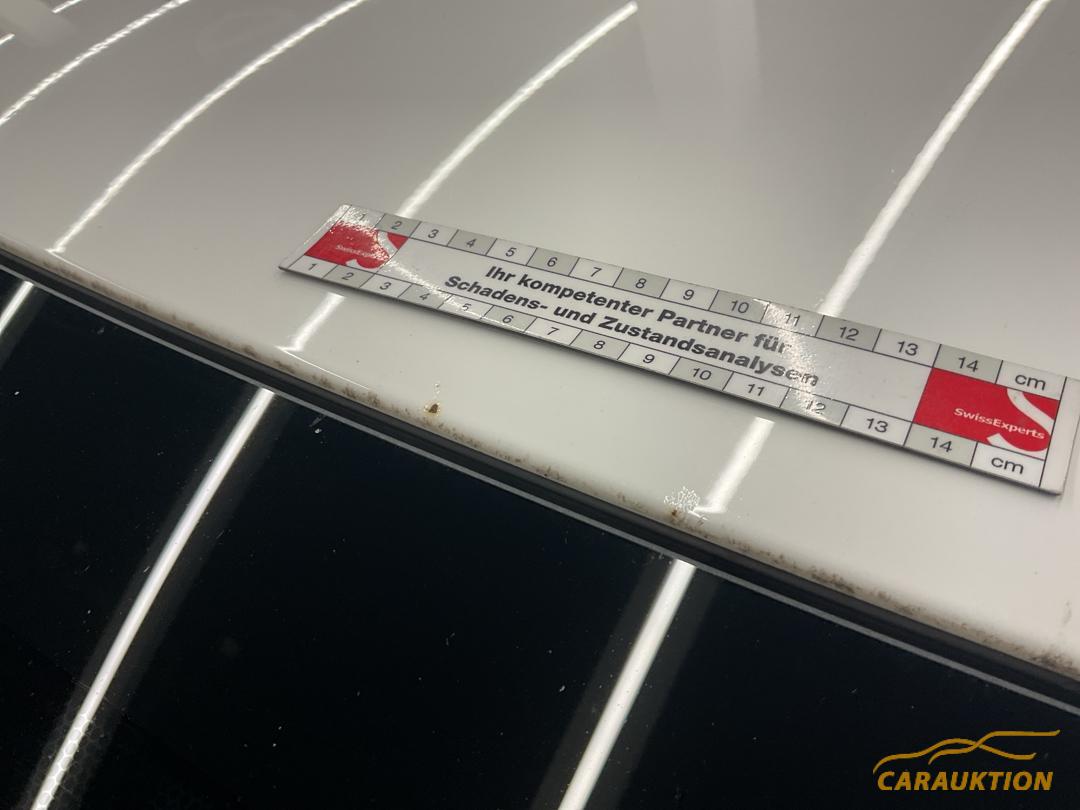 1 2 3 4 5 6 7 8 9 10 11 12 13 14 cm
SwissExperts
Ihr kompetenter Partner für
Schadens- und Zustandsanalysen
SwissExperts
1 2 3 4 5 6 7 8 9 10 11 12 13 14 cm
CARAUKTION